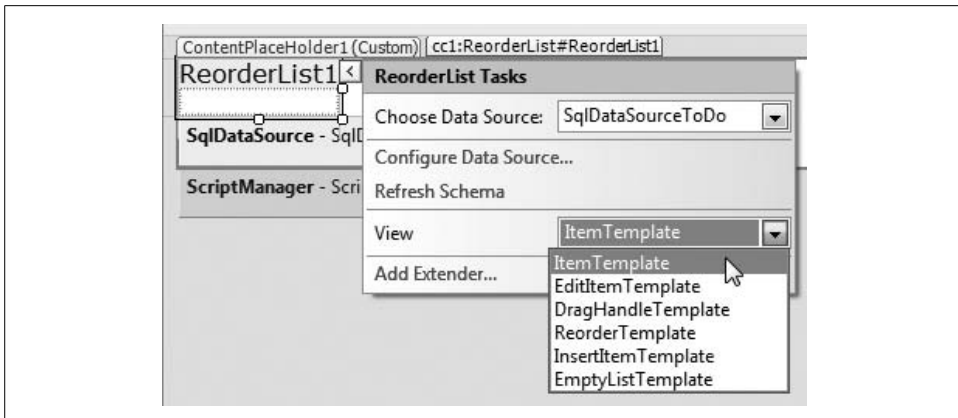 ContentPlaceHolder1 (Custom) cc1:ReorderList#ReorderList1
ReorderList1 <
ReorderList Tasks
Choose Data Source: SqlDataSourceToDo
SqlDataSource - SqlD
Configure Data Source...
Refresh Schema
ScriptManager - Scri
View ItemTemplate
Add Extender...
ItemTemplate
EditItemTemplate
DragHandleTemplate
ReorderTemplate
InsertItemTemplate
EmptyListTemplate